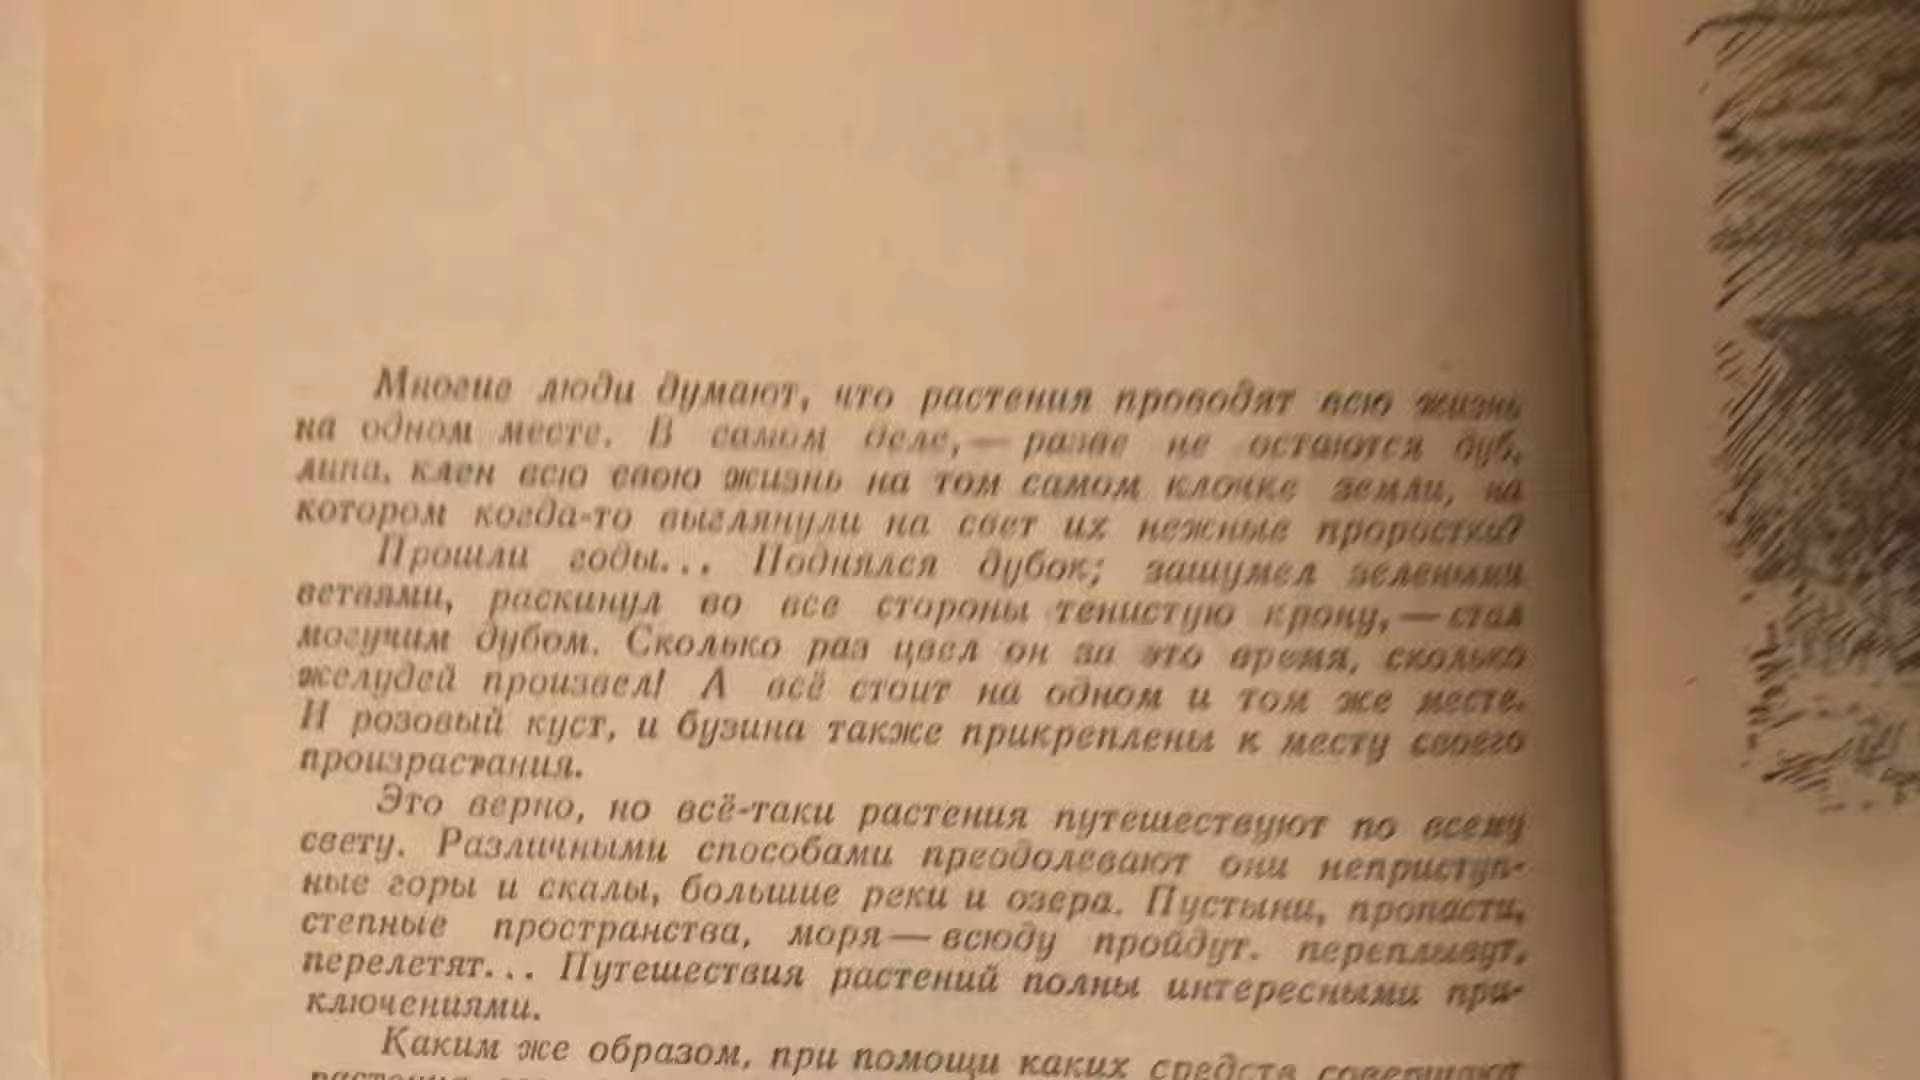 Многие люди думают, что растения проводят всю жизнь
на одном месте. В самом деле,— разве не остаются дуб,
липа, клен всю свою жизнь на том самом клочке земли, на
котором когда-то выглянули на свет их нежные проростки?
Прошли годы... Поднялся дубок; зашумел зелеными
ветвями, раскинул во все стороны тенистую крону,— стал
могучим дубом. Сколько раз цвел он за это время, сколько
желудей произвел! А всё стоит на одном и том же месте.
И розовый куст, и бузина также прикреплены к месту своего
произрастания.
Это верно, но всё-таки растения путешествуют по всему
свету. Различными способами преодолевают они неприступ-
ные горы и скалы, большие реки и озера. Пустыни, пропасти,
степные пространства, моря— всюду пройдут. переплывут,
перелетят... Путешествия растений полны интересными при-
ключениями.
Каким же образом, при помощи каких средств совершают